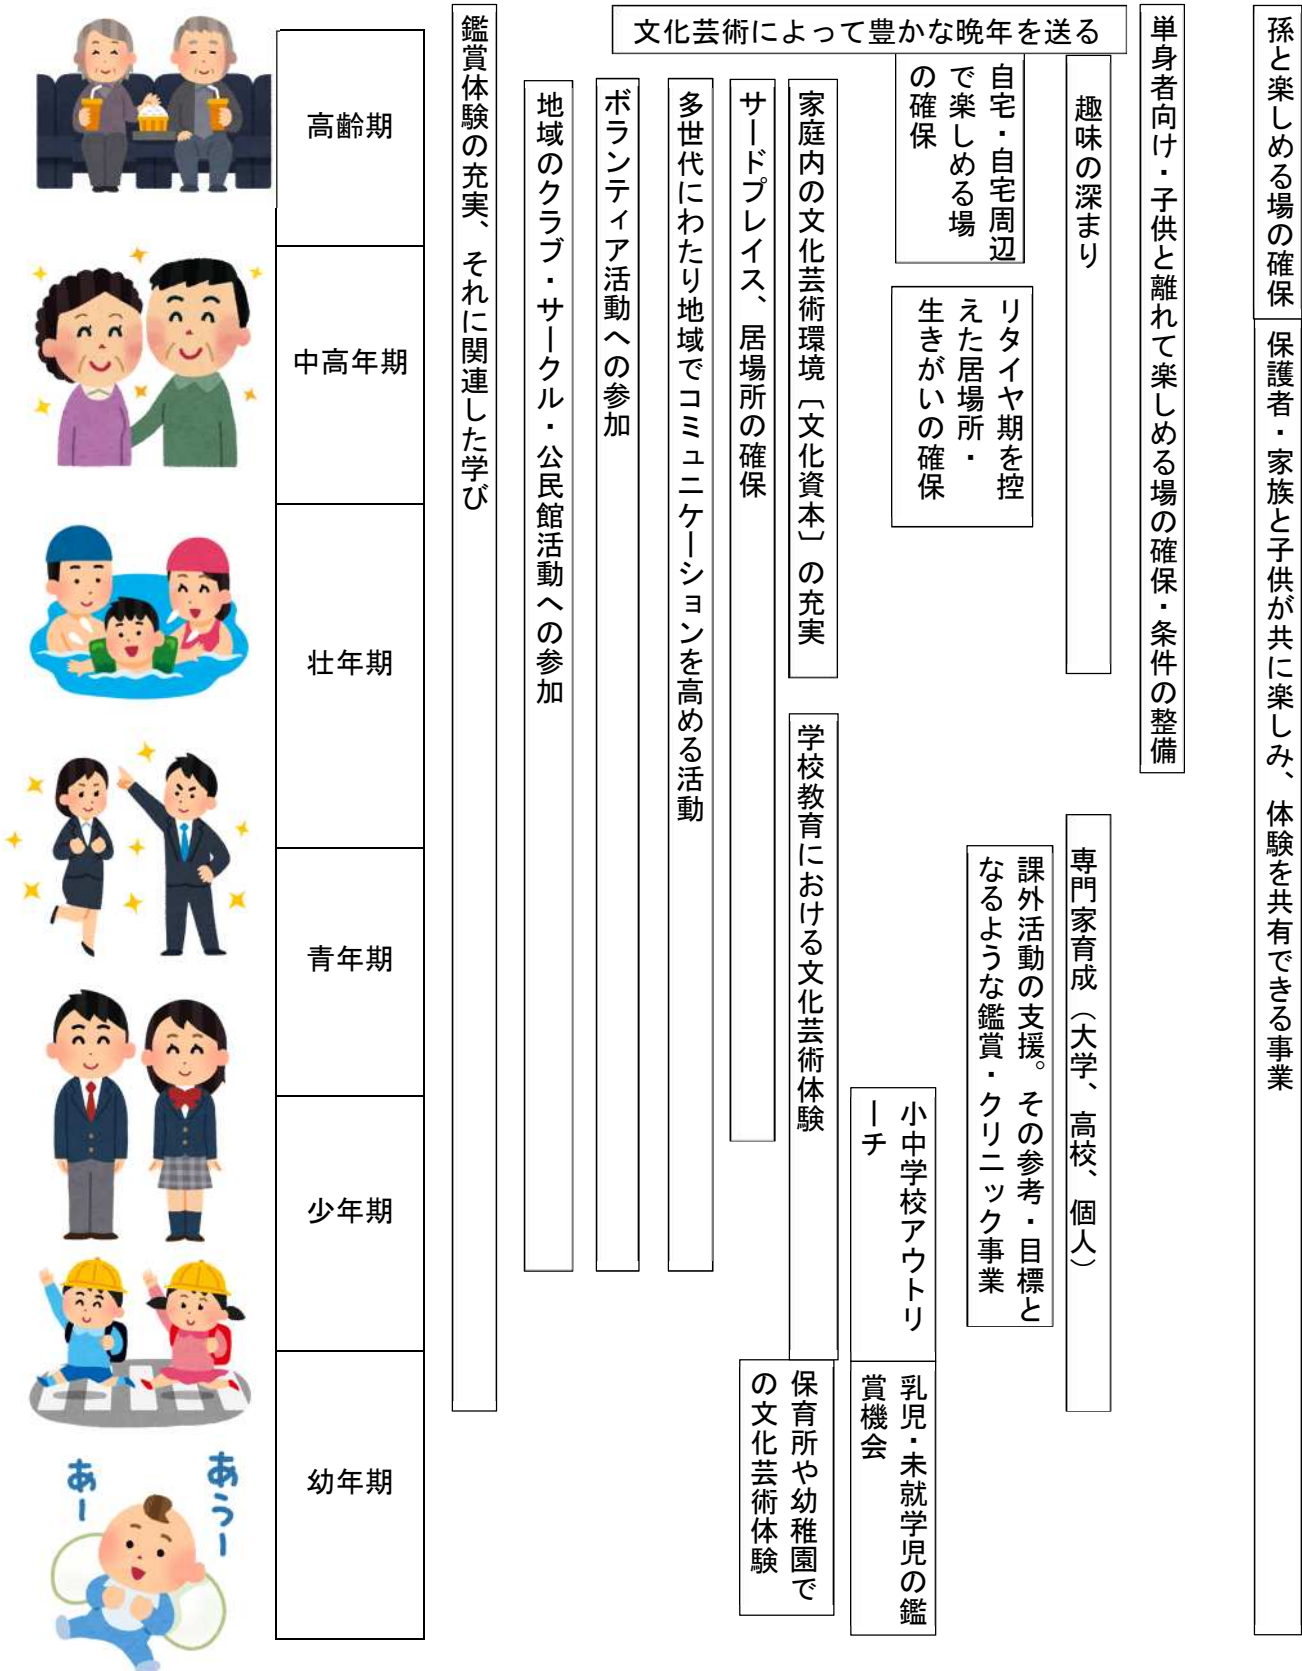 文化芸術によって豊かな晩年を送る
孫と楽しめる場の確保
保護者・家族と子供が共に楽しみ、体験を共有できる事業
単身者向け・子供と離れて楽しめる場の確保・条件の整備
趣味の深まり
専門家育成（大学、高校、個人）
課外活動の支援。その参考・目標と
なるような鑑賞・クリニック事業
自宅・自宅周辺
で楽しめる場
の確保
リタイヤ期を控
えた居場所・
生きがいの確保
小中学校アウトリ
ーチ
乳児・未就学児の鑑
賞機会
家庭内の文化芸術環境〔文化資本〕の充実
学校教育における文化芸術体験
保育所や幼稚園で
の文化芸術体験
サードプレイス、居場所の確保
多世代にわたり地域でコミュニケーションを高める活動
ボランティア活動への参加
地域のクラブ・サークル・公民館活動への参加
鑑賞体験の充実、それに関連した学び
高齢期
中高年期
壮年期
青年期
少年期
幼年期
あうー
あー